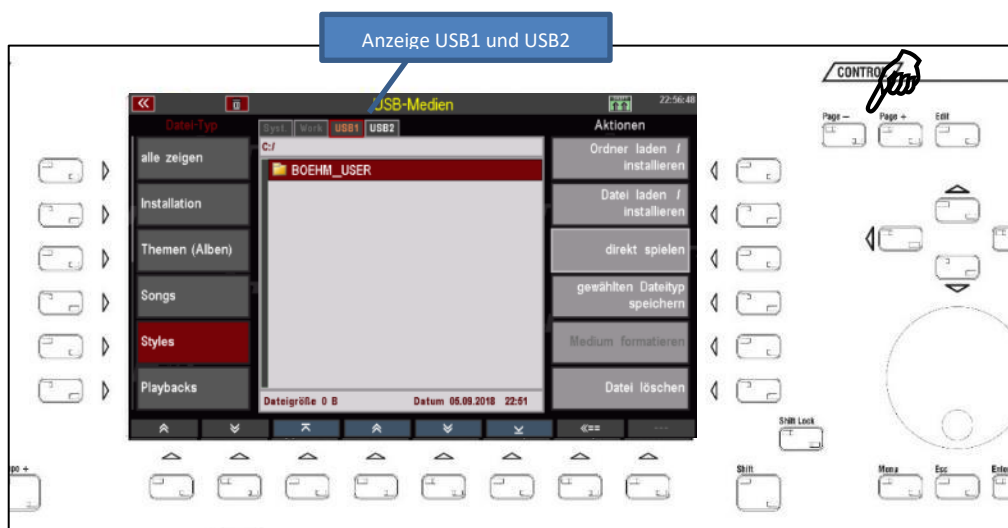 Anzeige USB1 und USB2
CONTROL
USB-Medien
22:56:48
Page – Page + Edit
Datei-Typ
Syst. Work USB1 USB2
Aktionen
C:/
alle zeigen
BOEHM_USER
Ordner laden /
installieren
Installation
Datei laden /
installieren
Themen (Alben)
direkt spielen
Songs
gewählten Dateityp
speichern
Styles
Medium formatieren
Playbacks
Dateigröße 0 B
Datum 05.09.2018 22:51
Datei löschen
Shift Lock
Shift
Menu
Esc